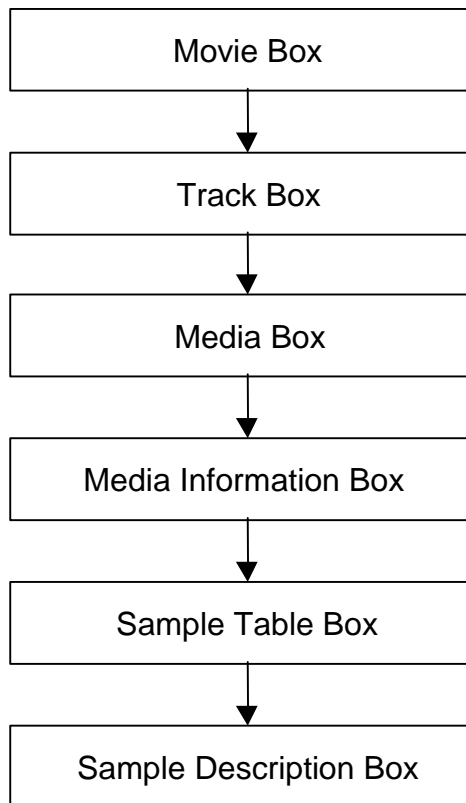 Movie Box
Track Box
Media Box
Media Information Box
Sample Table Box
Sample Description Box